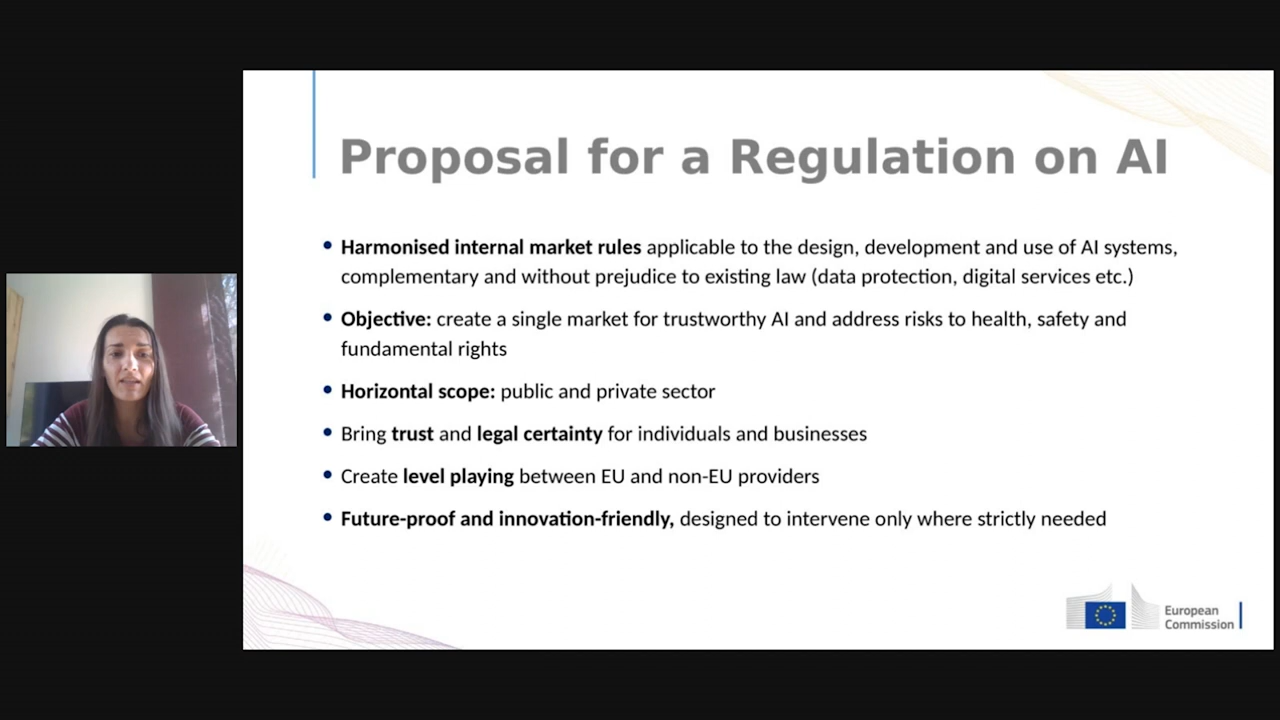 Proposal for a Regulation on AI
• Harmonised internal market rules applicable to the design, development and use of AI systems,
complementary and without prejudice to existing law (data protection, digital services etc.)
• Objective: create a single market for trustworthy AI and address risks to health, safety and
fundamental rights
• Horizontal scope: public and private sector
• Bring trust and legal certainty for individuals and businesses
• Create level playing between EU and non-EU providers
• Future-proof and innovation-friendly, designed to intervene only where strictly needed
European
Commission